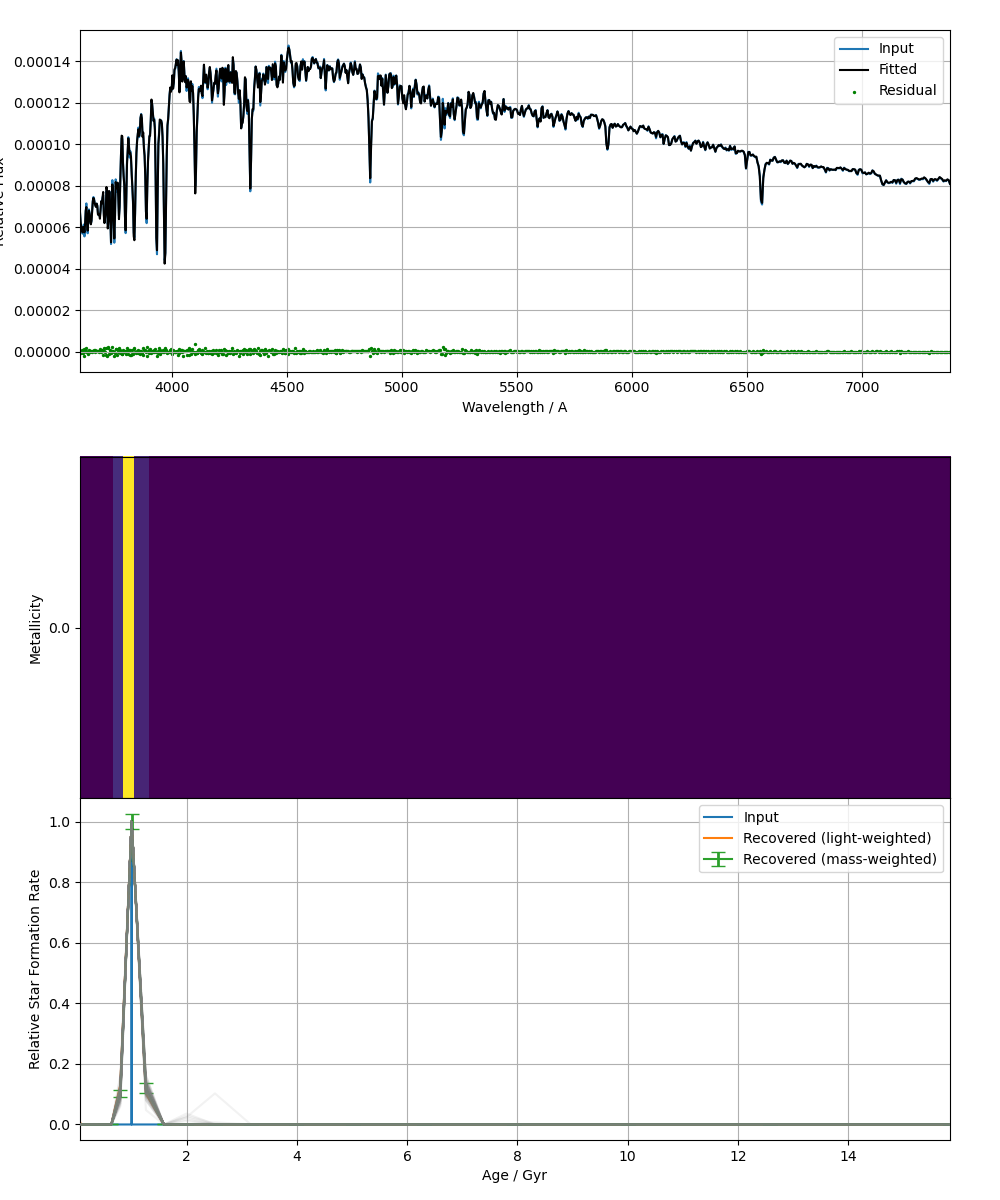 0.00014
0.00012
0.00010
0.00008
0.00006
0.00004
0.00002
0.00000
Input
Fitted
Residual
4000 4500 5000 5500 6000 6500 7000
Wavelength / A
Metallicity
0.0
Relative Star Formation Rate
1.0
0.8
0.6
0.4
0.2
0.0
Input
Recovered (light-weighted)
Recovered (mass-weighted)
2 4 6 8 10 12 14
Age / Gyr